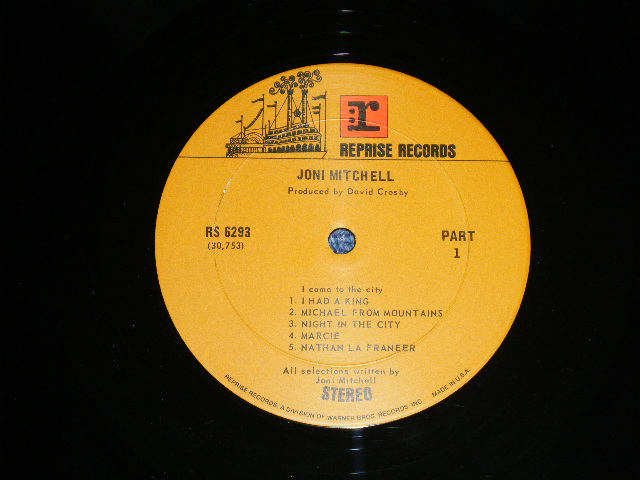 r:
REPRISE RECORDS
JONI MITCHELL
Produced by David Crosby
RS 6293
(30,753)
PART
1
I came to the city
1. I HAD A KING
2. MICHAEL FROM MOUNTAINS
3. NIGHT IN THE CITY
4. MARCIE
5. NATHAN LA FRANEER
All selections written by
Joni Mitchell
STEREO
REPRISE RECORDS, A DIVISION OF WARNER BROS. RECORDS, INC. MADE IN U.S.A.